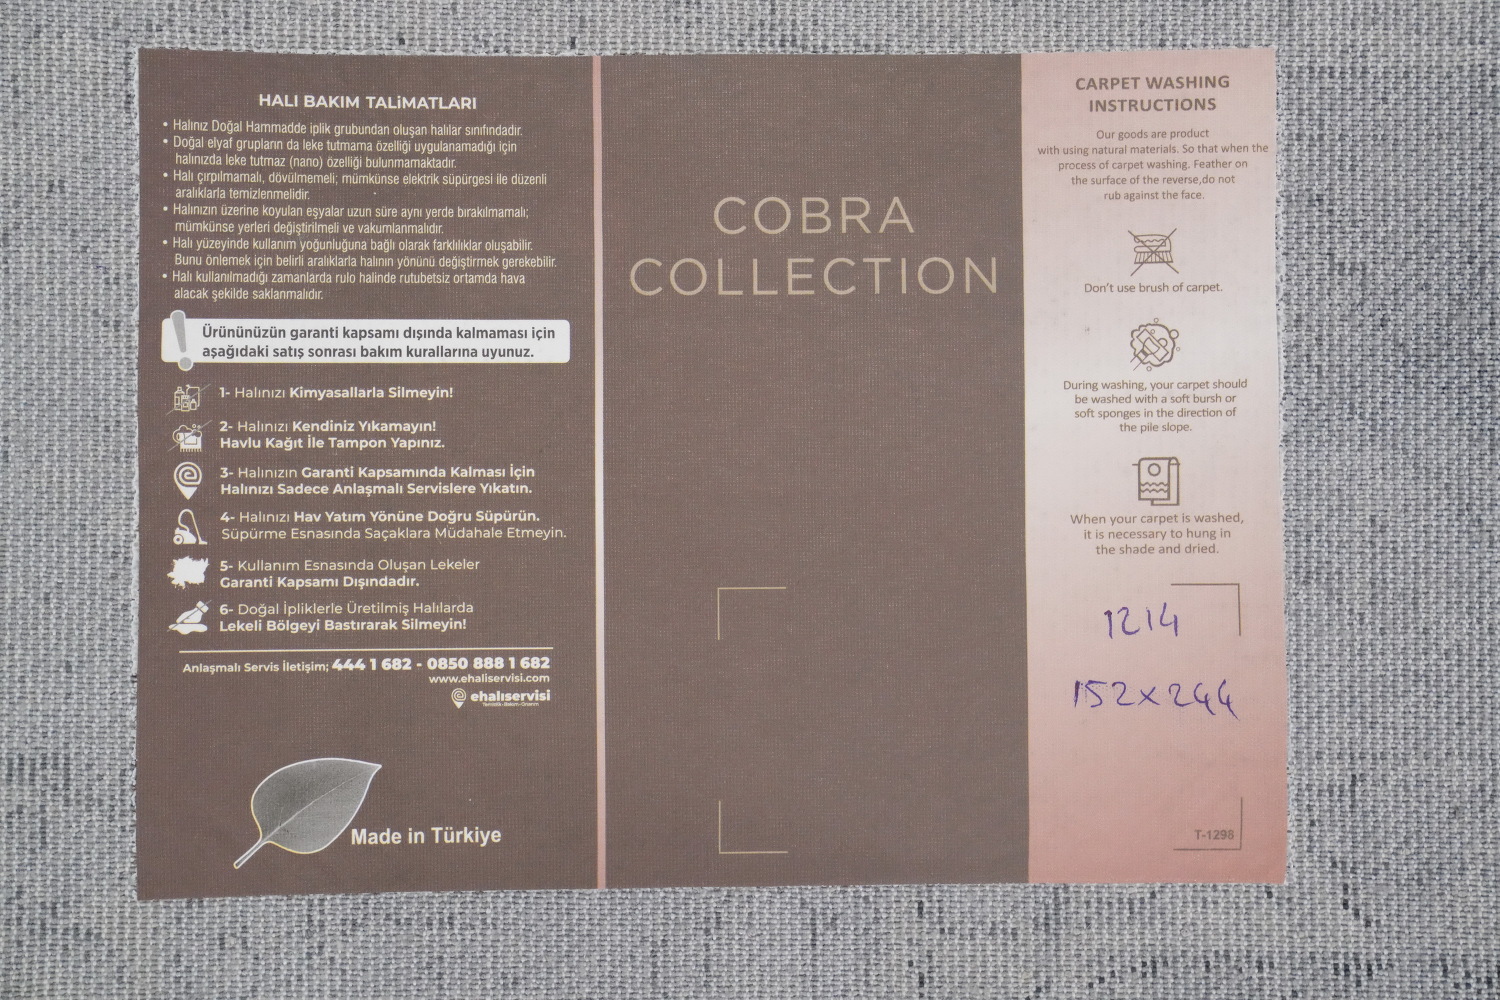 HALI BAKIM TALİMATLARI
• Halınız Doğal Hammadde iplik grubundan oluşan halılar sınıfındadır.
• Doğal elyaf grupların da leke tutmama özelliği uygulanamadığı için
halınızda leke tutmaz (nano) özelliği bulunmamaktadır.
• Halı çırpılmamalı, dövülmemeli; mümkünse elektrik süpürgesi ile düzenli
aralıklarla temizlenmelidir.
• Halınızın üzerine koyulan eşyalar uzun süre aynı yerde bırakılmamalı;
mümkünse yerleri değiştirilmeli ve vakumlanmalıdır.
• Halı yüzeyinde kullanım yoğunluğuna bağlı olarak farklılıklar oluşabilir.
Bunu önlemek için belirli aralıklarla halının yönünü değiştirmek gerekebilir.
• Halı kullanılmadığı zamanlarda rulo halinde rutubetsiz ortamda hava
alacak şekilde saklanmalıdır.
Ürününüzün garanti kapsamı dışında kalmaması için
aşağıdaki satış sonrası bakım kurallarına uyunuz.
1- Halınızı Kimyasallarla Silmeyin!
2- Halınızı Kendiniz Yıkamayın!
Havlu Kağıt İle Tampon Yapınız.
3- Halınızın Garanti Kapsamında Kalması İçin
Halınızı Sadece Anlaşmalı Servislere Yıkatın.
4- Halınızı Hav Yatım Yönüne Doğru Süpürün.
Süpürme Esnasında Saçaklara Müdahale Etmeyin.
5- Kullanım Esnasında Oluşan Lekeler
Garanti Kapsamı Dışındadır.
6- Doğal İpliklerle Üretilmiş Halılarda
Lekeli Bölgeyi Bastırarak Silmeyin!
Anlaşmalı Servis İletişim; 444 1 682 - 0850 888 1 682
www.ehaliservisi.com
ehalıservisi
Temizlik - Bakım - Onarım
Made in Türkiye
COBRA
COLLECTION
CARPET WASHING
INSTRUCTIONS
Our goods are product
with using natural materials. So that when the
process of carpet washing. Feather on
the surface of the reverse,do not
rub against the face.
Don't use brush of carpet.
During washing, your carpet should
be washed with a soft bursh or
soft sponges in the direction of
the pile slope.
When your carpet is washed,
it is necessary to hung in
the shade and dried.
1214
152x244
T-1298